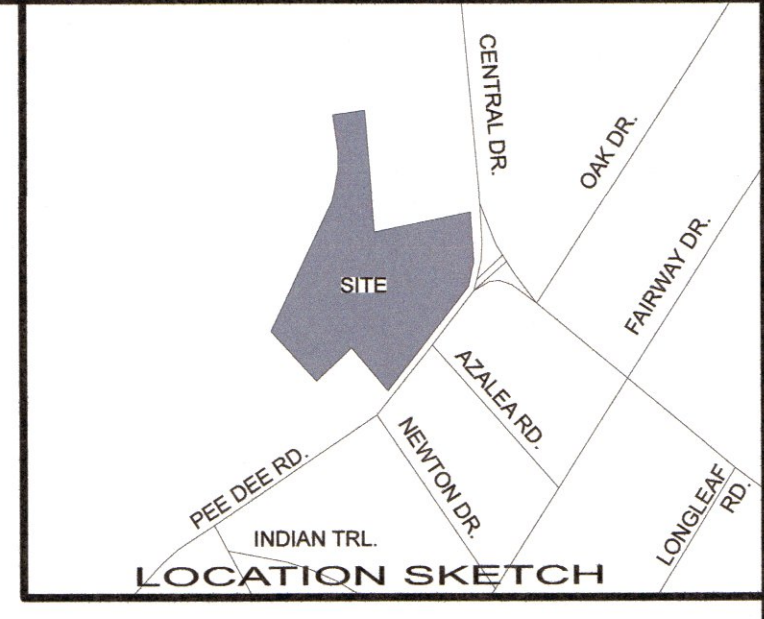 CENTRAL DR.
OAK DR.
FAIRWAY DR.
SITE
AZALEA RD.
NEWTON DR.
PEE DEE RD.
LONGLEAF
RD.
INDIAN TRL.
LOCATION SKETCH